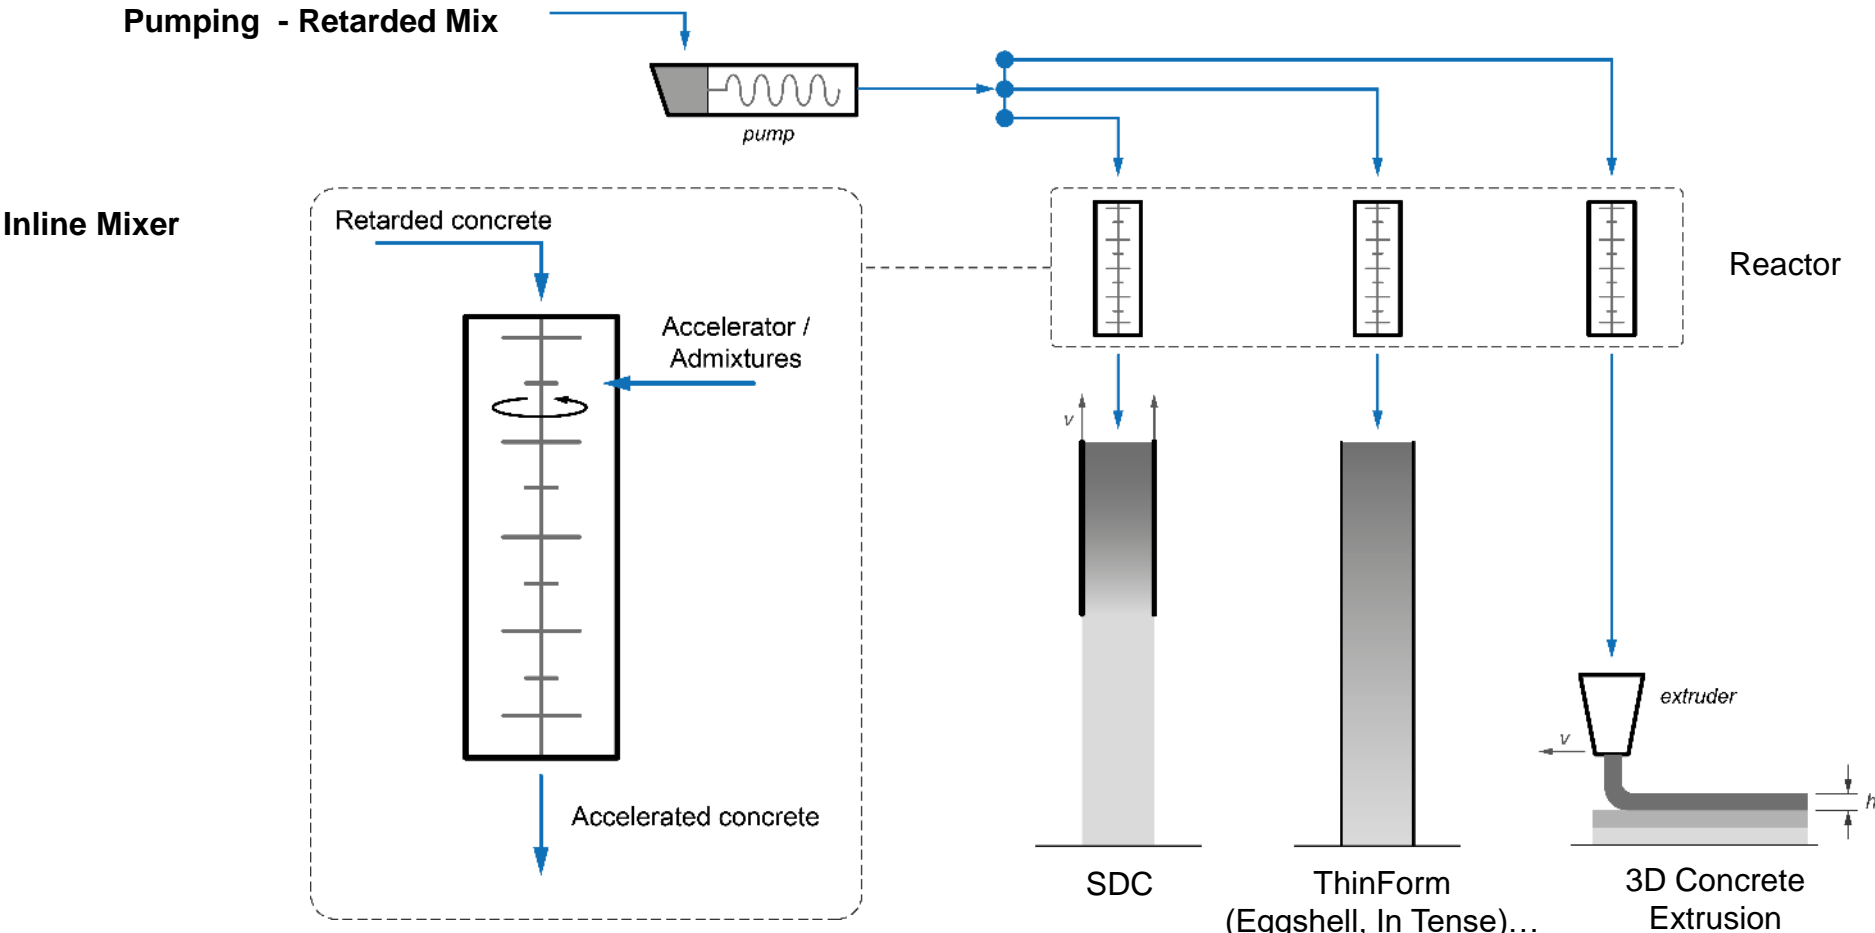 Pumping - Retarded Mix
pump
Inline Mixer
Retarded concrete
Accelerator /
Admixtures
Accelerated concrete
Reactor
v
extruder
v
h
SDC
ThinForm
(Eggshell, In Tense)...
3D Concrete
Extrusion